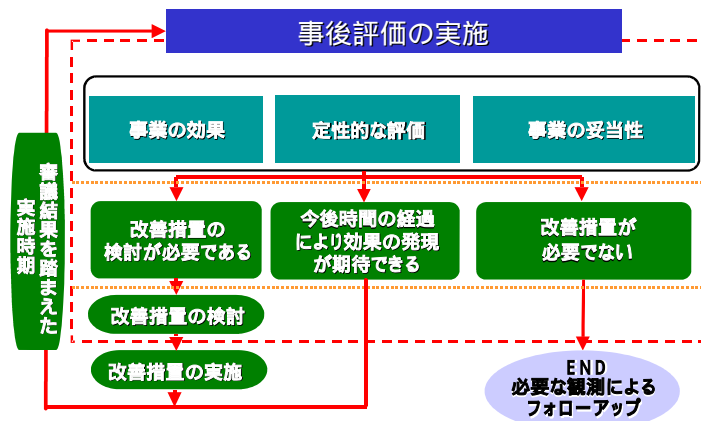 事後評価の実施
事業の効果
定性的な評価
事業の妥当性
審議結果を踏まえた
実施時期
改善措置の
検討が必要である
今後時間の経過
により効果の発現
が期待できる
改善措置が
必要でない
改善措置の検討
改善措置の実施
END
必要な観測による
フォローアップ